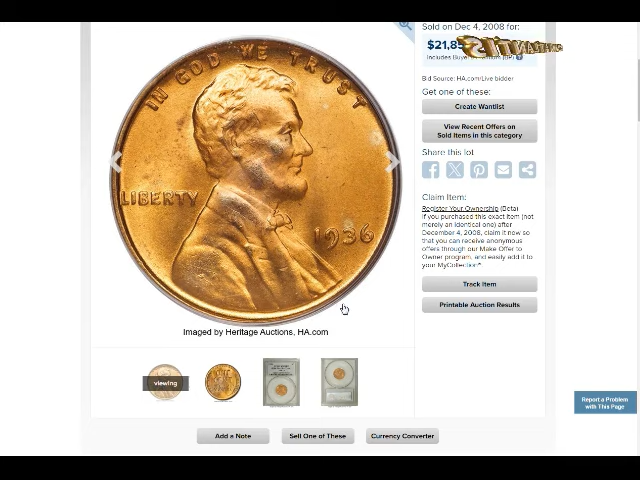 Sold on Dec 4, 2008 for:
Bid Source: HA.com/Live bidder
Get one of these:
Create Wantlist
View Recent Offers on
Sold Items in this category
Share this lot
Claim Item:
Register Your Ownership (Beta)
If you purchased this exact item (not
merely an identical one) after
December 4, 2008, claim it now so
that you can receive anonymous
offers through our Make Offer to
Owner program, and easily add it to
your MyCollection
Track Item
Printable Auction Results
IN GOD WE TRUST
LIBERTY
1936
Imaged by Heritage Auctions, HA.com
viewing
Report a Problem
with This Page
Add a Note
Sell One of These
Currency Converter